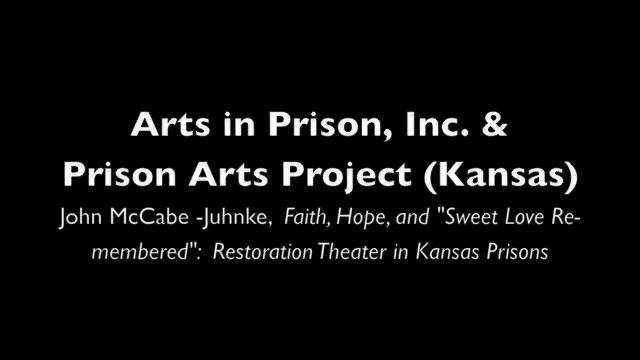 Arts in Prison, Inc. &
Prison Arts Project (Kansas)
John McCabe -Juhnke, Faith, Hope, and "Sweet Love Re-
membered": Restoration Theater in Kansas Prisons